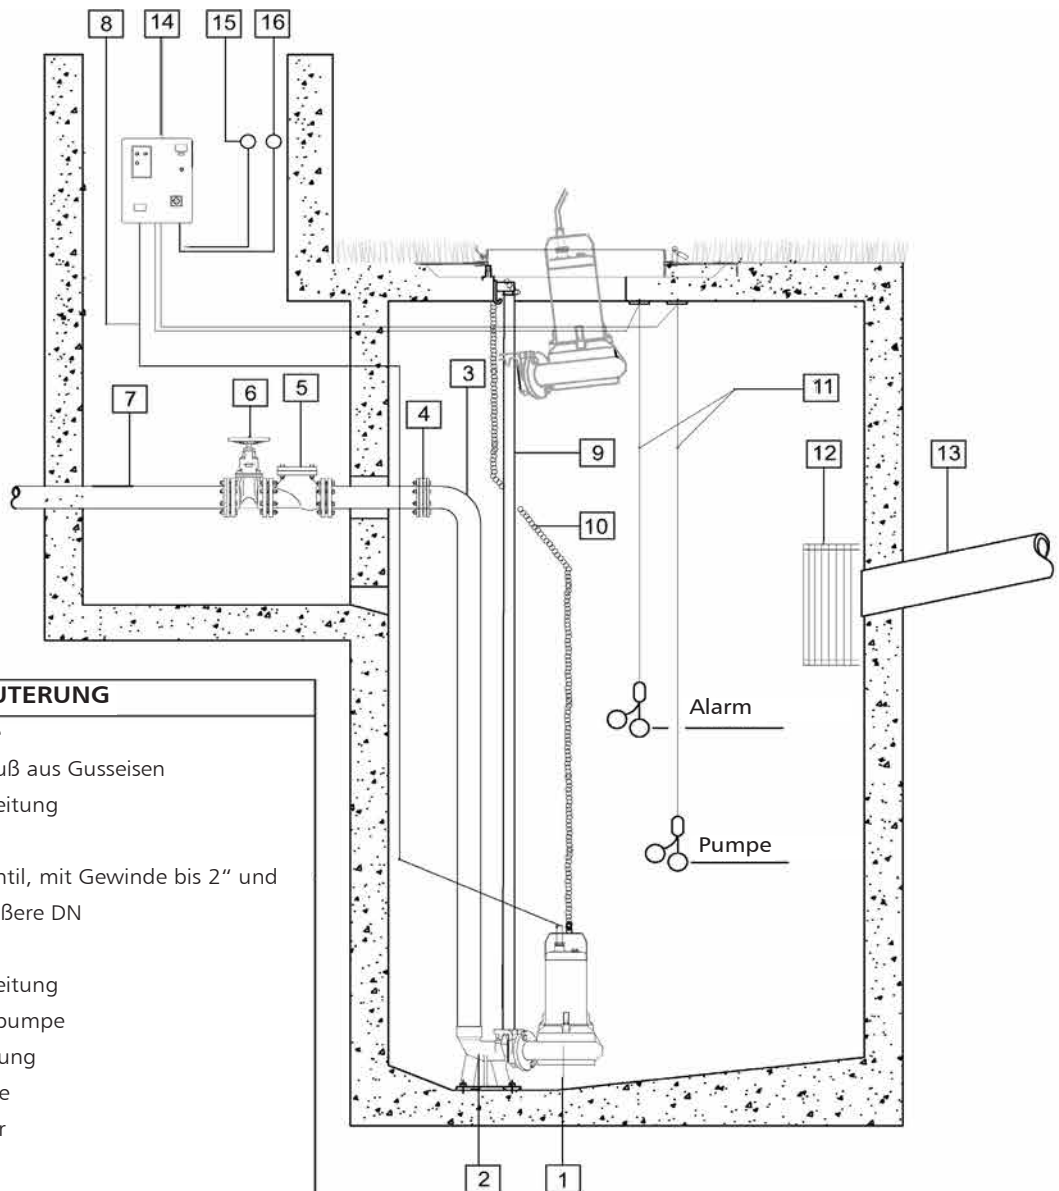 8 14 15 16
3
11
7 6 5 4
9
12 13
10
UTERUNG
Alarm
uß aus Gusseisen
eitung
Pumpe
ntil, mit Gewinde bis 2“ und
ßere DN
eitung
pumpe
ung
e
r
2 1